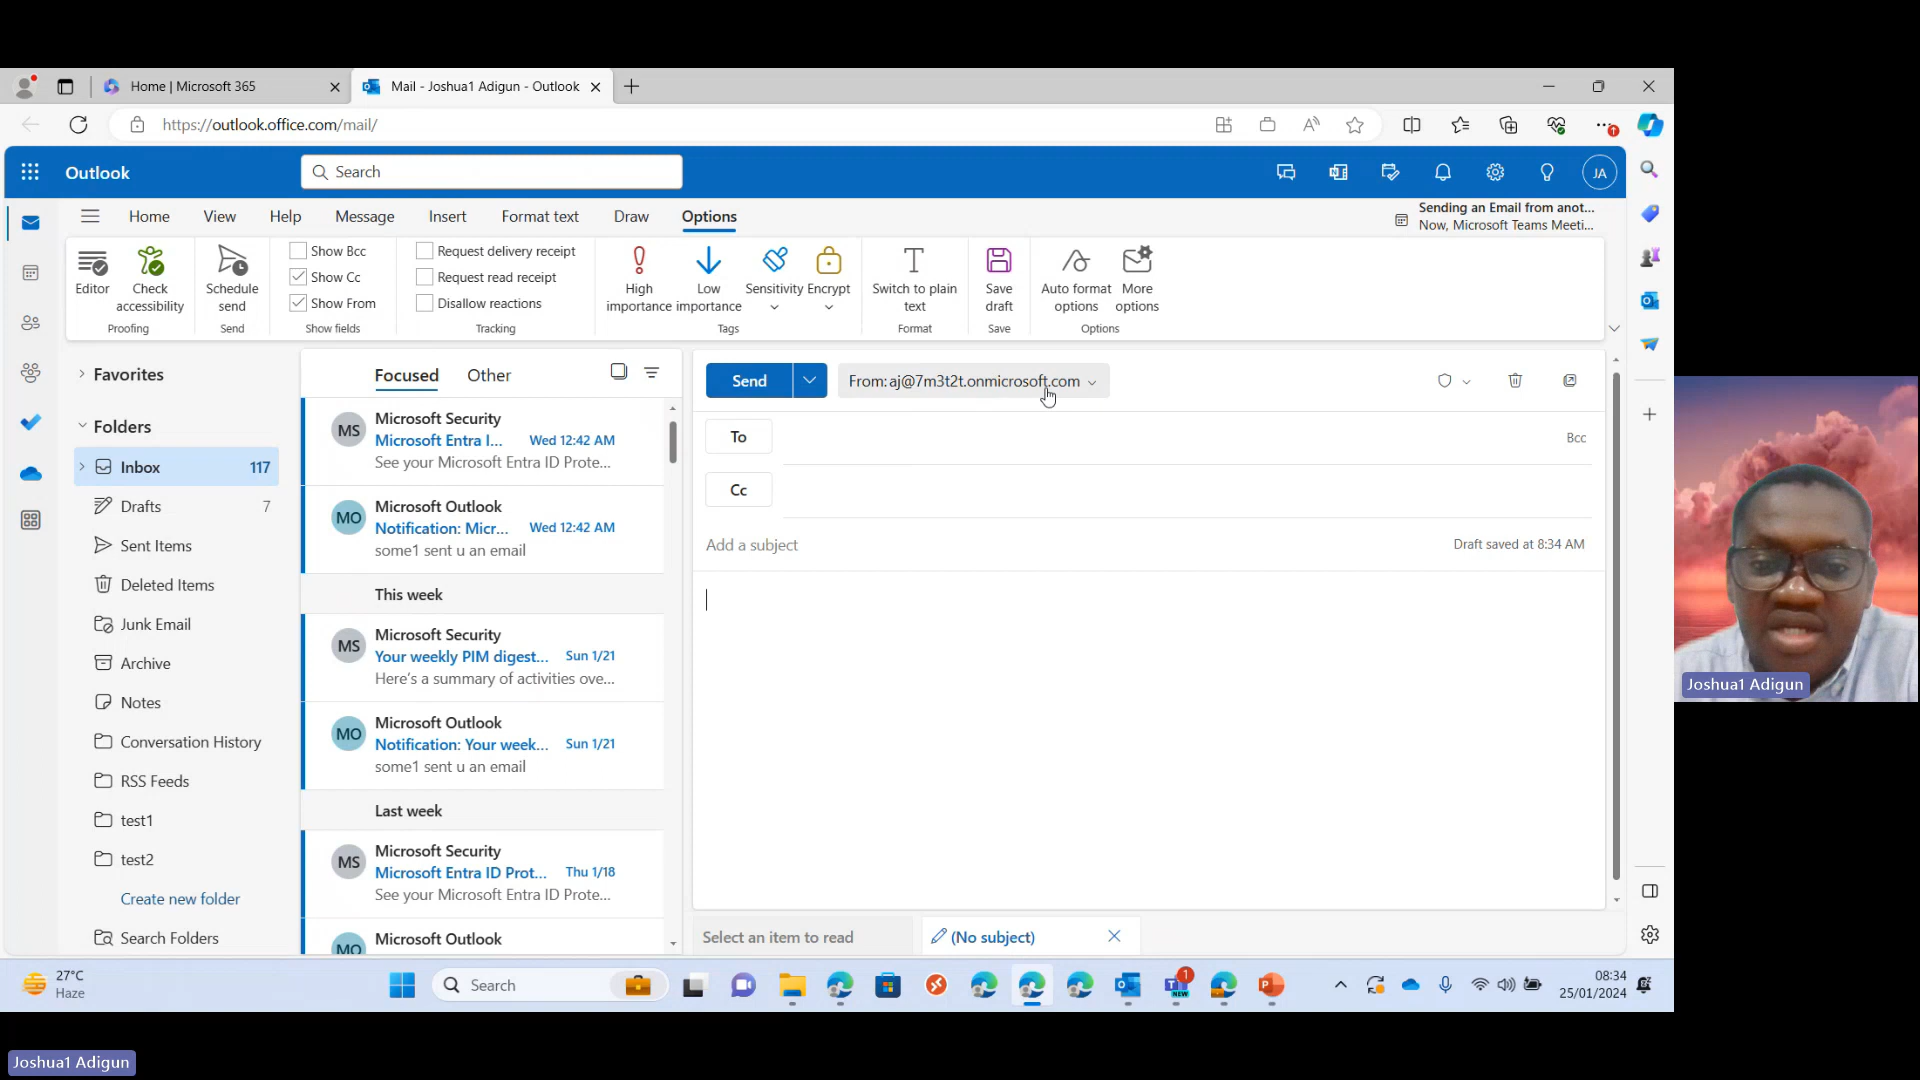 Home | Microsoft 365
Mail - Joshua1 Adigun - Outlook
https://outlook.office.com/mail/
Outlook
Search
JA
Home View Help Message Insert Format text Draw Options
Sending an Email from anot...
Now, Microsoft Teams Meeti...
Editor
Check accessibility
Proofing
Schedule send
Send
Show Bcc
Show Cc
Show From
Show fields
Request delivery receipt
Request read receipt
Disallow reactions
Tracking
High importance
Low importance
Sensitivity
Encrypt
Tags
Switch to plain text
Format
Save draft
Save
Auto format options
More options
Options
Favorites
Folders
Inbox 117
Drafts 7
Sent Items
Deleted Items
Junk Email
Archive
Notes
Conversation History
RSS Feeds
test1
test2
Create new folder
Search Folders
Focused Other
MS
Microsoft Security
Microsoft Entra I... Wed 12:42 AM
See your Microsoft Entra ID Prote...
MO
Microsoft Outlook
Notification: Micr... Wed 12:42 AM
some1 sent u an email
This week
MS
Microsoft Security
Your weekly PIM digest... Sun 1/21
Here's a summary of activities ove...
MO
Microsoft Outlook
Notification: Your week... Sun 1/21
some1 sent u an email
Last week
MS
Microsoft Security
Microsoft Entra ID Prot... Thu 1/18
See your Microsoft Entra ID Prote...
MO
Microsoft Outlook
Send
From: aj@7m3t2t.onmicrosoft.com
To
Bcc
Cc
Add a subject
Draft saved at 8:34 AM
Select an item to read
(No subject)
Joshua1 Adigun
27°C
Haze
Search
NEW
1
08:34
25/01/2024
Joshua1 Adigun